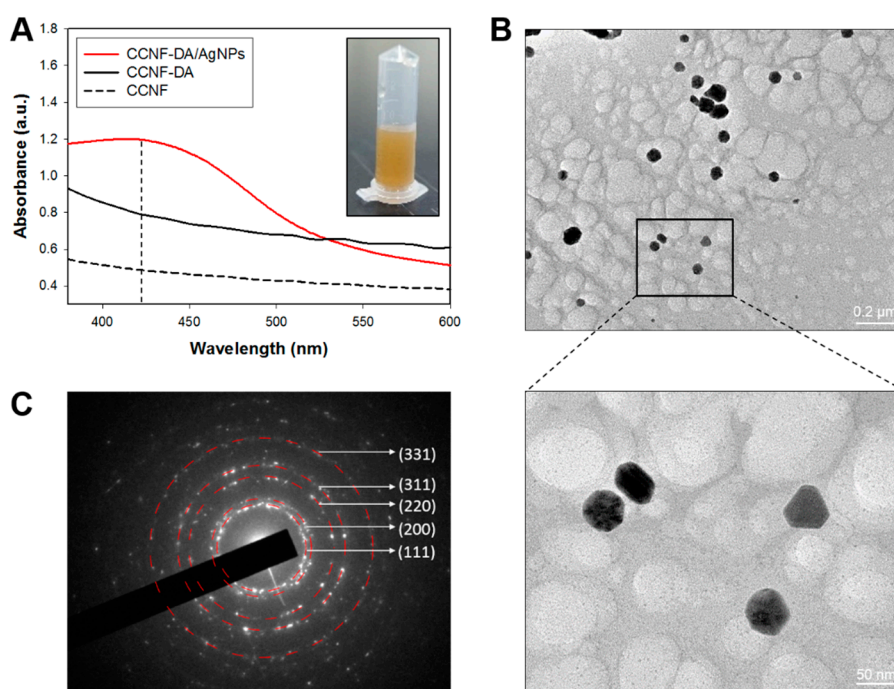 A
1.8
1.6
1.4
1.2
1.0
0.8
0.6
0.4
Absorbance (a.u.)
CCNF-DA/AgNPs
CCNF-DA
CCNF
400
450
500
550
600
Wavelength (nm)
B
0.2 µm
50 nm
C
(331)
(311)
(220)
(200)
(111)